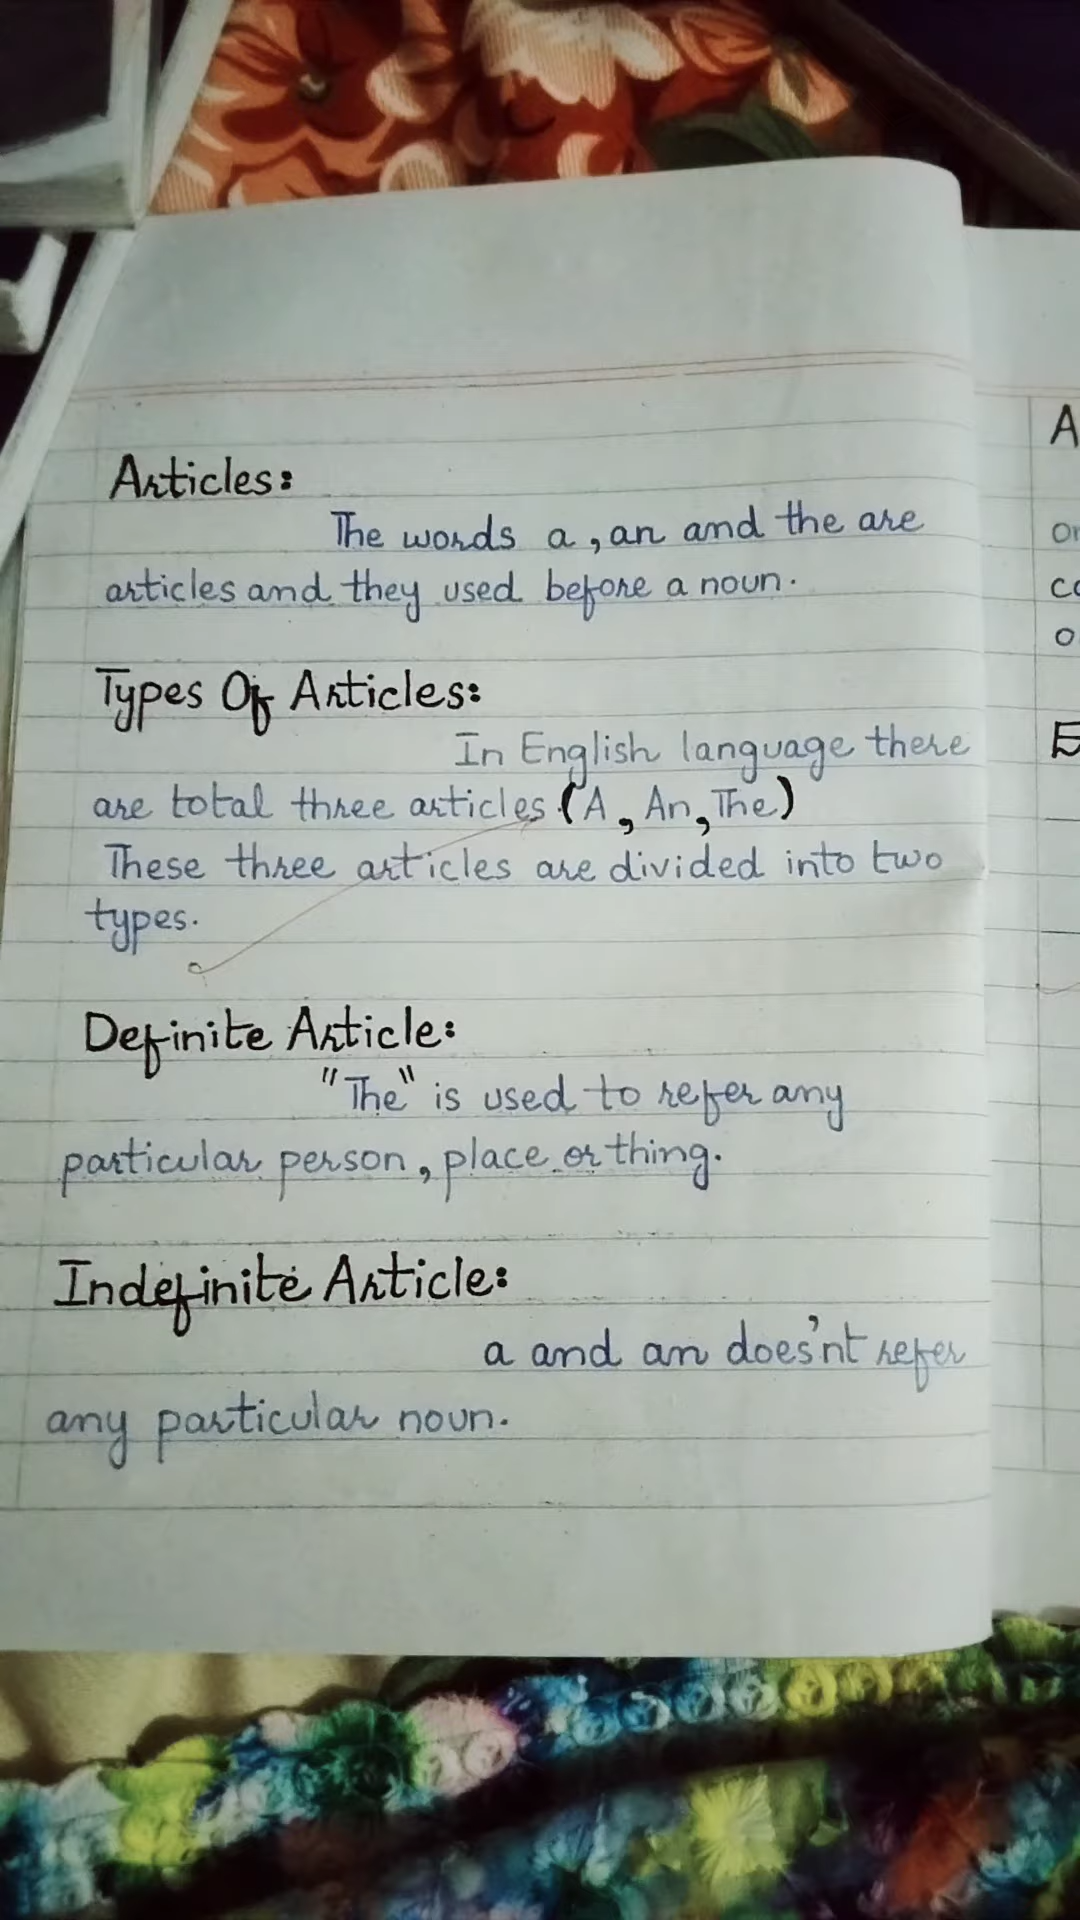 Articles:
The words a, an and the are
articles and they used before a noun.
Types Of Articles:
In English language there
are total three articles (A, An, The)
These three articles are divided into two
types.
Definite Article:
"The" is used to refer any
particular person, place or thing.
Indefinite Article:
a and an does'nt refer
any particular noun.
A
or
co
o
E